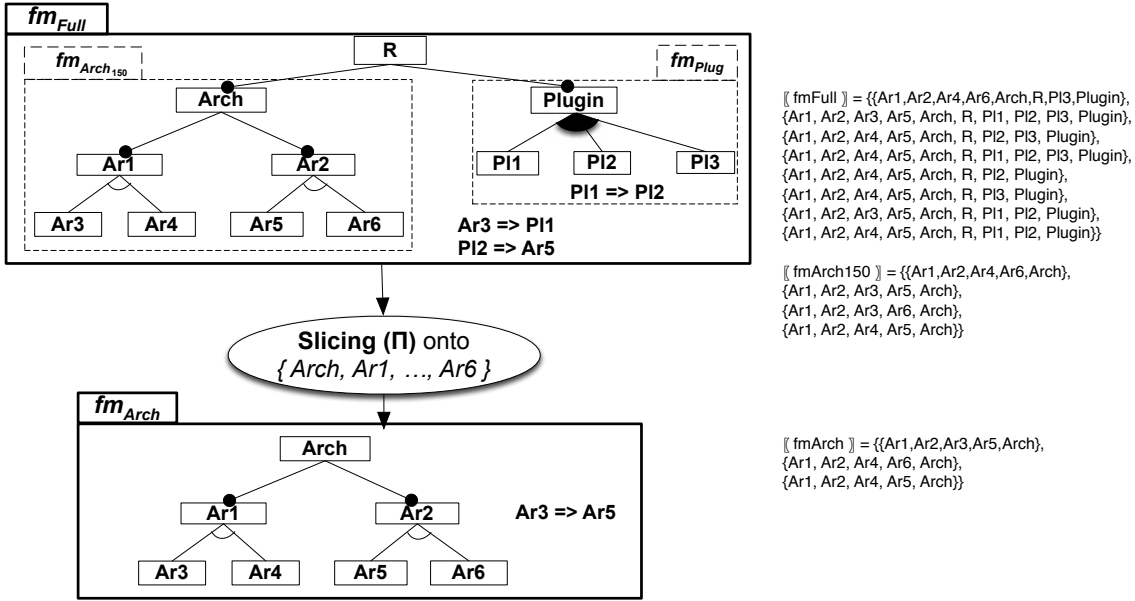 fmFull
R
fmArch150
fmPlug
Arch
Plugin
Ar1
Ar2
Pl1
Pl2
Pl3
Pl1 => Pl2
Ar3
Ar4
Ar5
Ar6
Ar3 => Pl1
Pl2 => Ar5
Slicing (Π) onto
{ Arch, Ar1, …, Ar6 }
fmArch
Arch
Ar1
Ar2
Ar3 => Ar5
Ar3
Ar4
Ar5
Ar6
⟦ fmFull ⟧ = {{Ar1,Ar2,Ar4,Ar6,Arch,R,Pl3,Plugin},
{Ar1, Ar2, Ar3, Ar5, Arch, R, Pl1, Pl2, Pl3, Plugin},
{Ar1, Ar2, Ar4, Ar5, Arch, R, Pl2, Pl3, Plugin},
{Ar1, Ar2, Ar4, Ar5, Arch, R, Pl1, Pl2, Pl3, Plugin},
{Ar1, Ar2, Ar4, Ar5, Arch, R, Pl2, Plugin},
{Ar1, Ar2, Ar4, Ar5, Arch, R, Pl3, Plugin},
{Ar1, Ar2, Ar3, Ar5, Arch, R, Pl1, Pl2, Plugin},
{Ar1, Ar2, Ar4, Ar5, Arch, R, Pl1, Pl2, Plugin}}
⟦ fmArch150 ⟧ = {{Ar1,Ar2,Ar4,Ar6,Arch},
{Ar1, Ar2, Ar3, Ar5, Arch},
{Ar1, Ar2, Ar3, Ar6, Arch},
{Ar1, Ar2, Ar4, Ar5, Arch}}
⟦ fmArch ⟧ = {{Ar1,Ar2,Ar3,Ar5,Arch},
{Ar1, Ar2, Ar4, Ar6, Arch},
{Ar1, Ar2, Ar4, Ar5, Arch}}